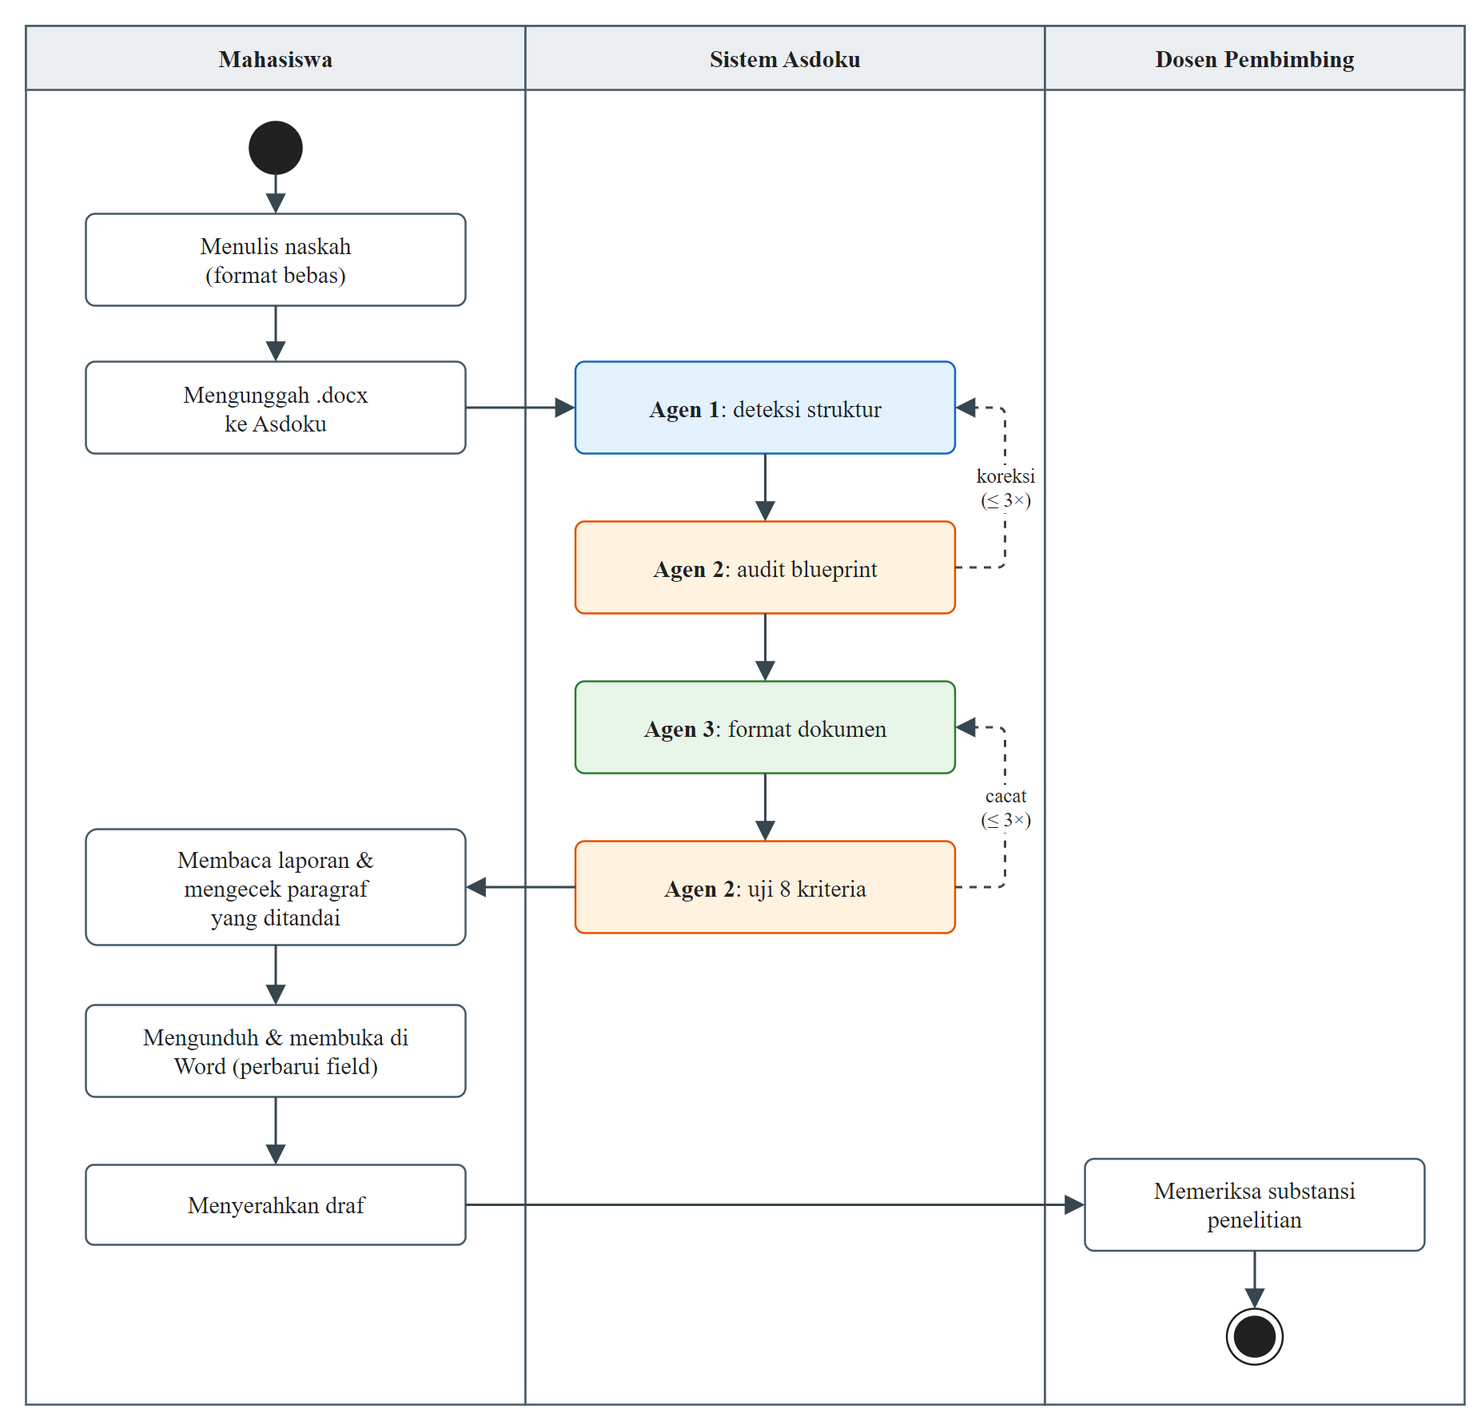 Mahasiswa
Sistem Asdoku
Dosen Pembimbing
Menulis naskah
(format bebas)
Mengunggah .docx
ke Asdoku
Agen 1: deteksi struktur
koreksi
(≤ 3×)
Agen 2: audit blueprint
Agen 3: format dokumen
cacat
(≤ 3×)
Agen 2: uji 8 kriteria
Membaca laporan &
mengecek paragraf
yang ditandai
Mengunduh & membuka di
Word (perbarui field)
Menyerahkan draf
Memeriksa substansi
penelitian